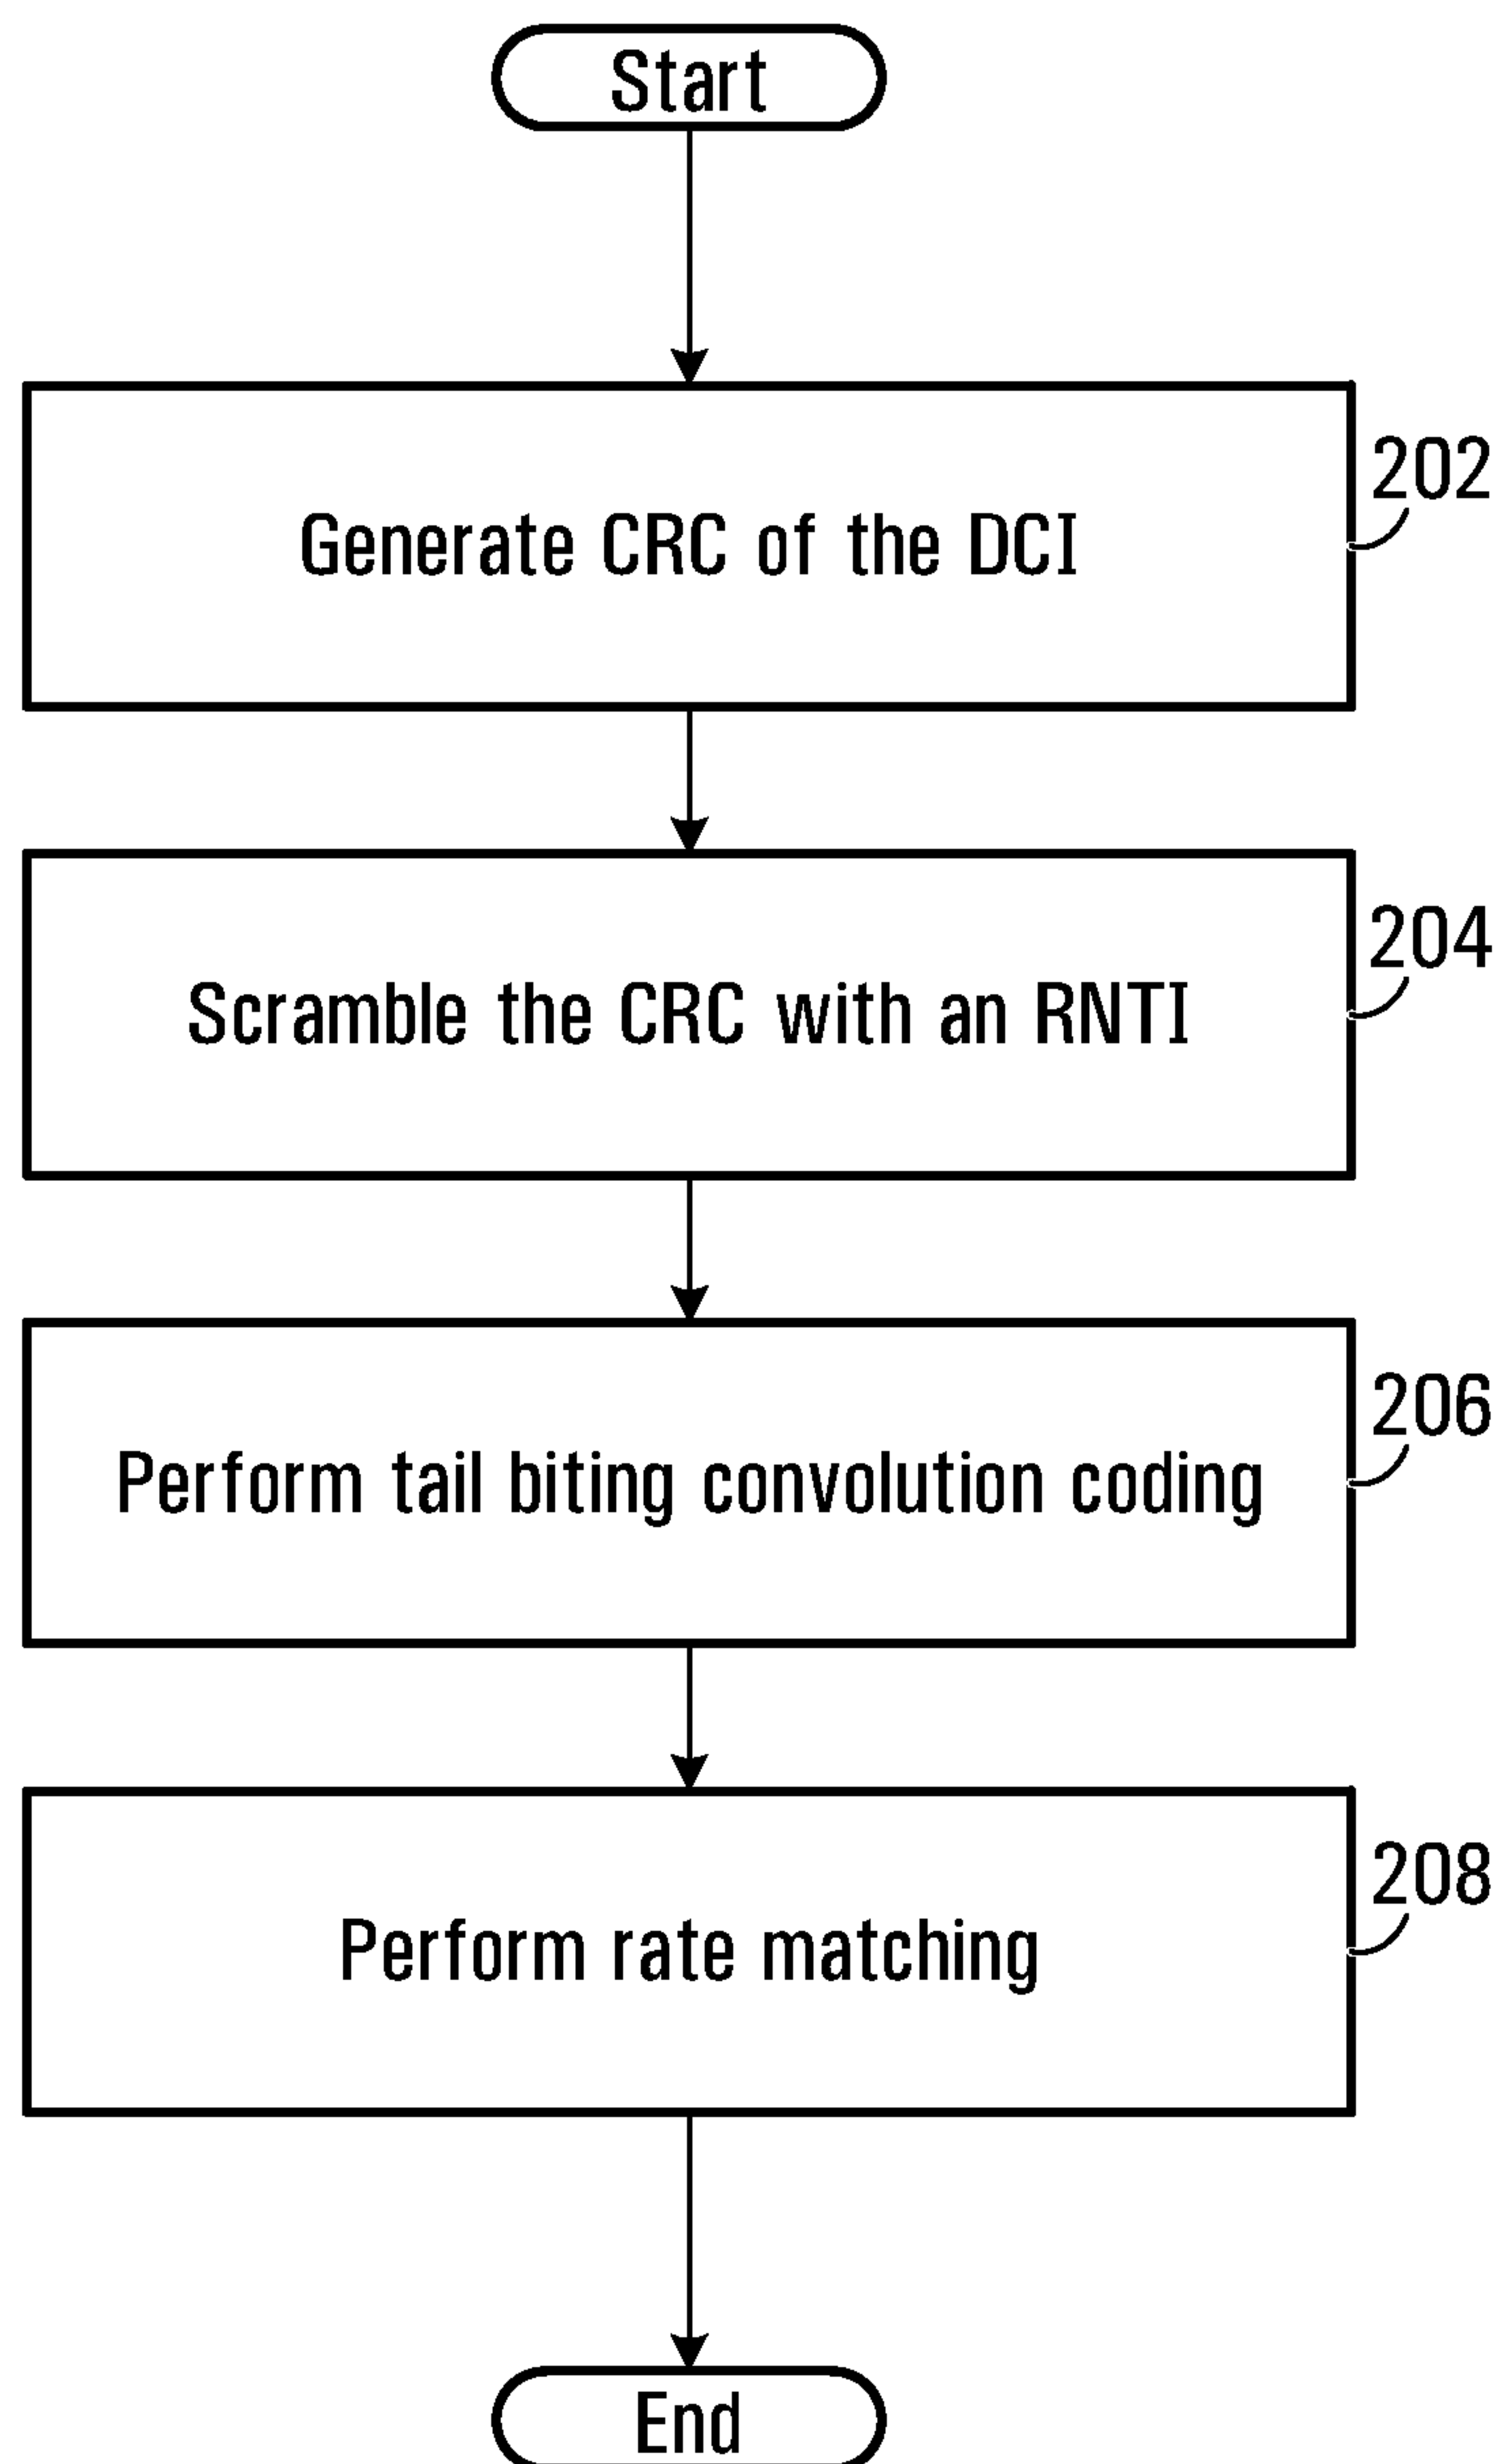 Start
202
Generate CRC of the DCI
204
Scramble the CRC with an RNTI
206
Perform tail biting convolution coding
208
Perform rate matching
End